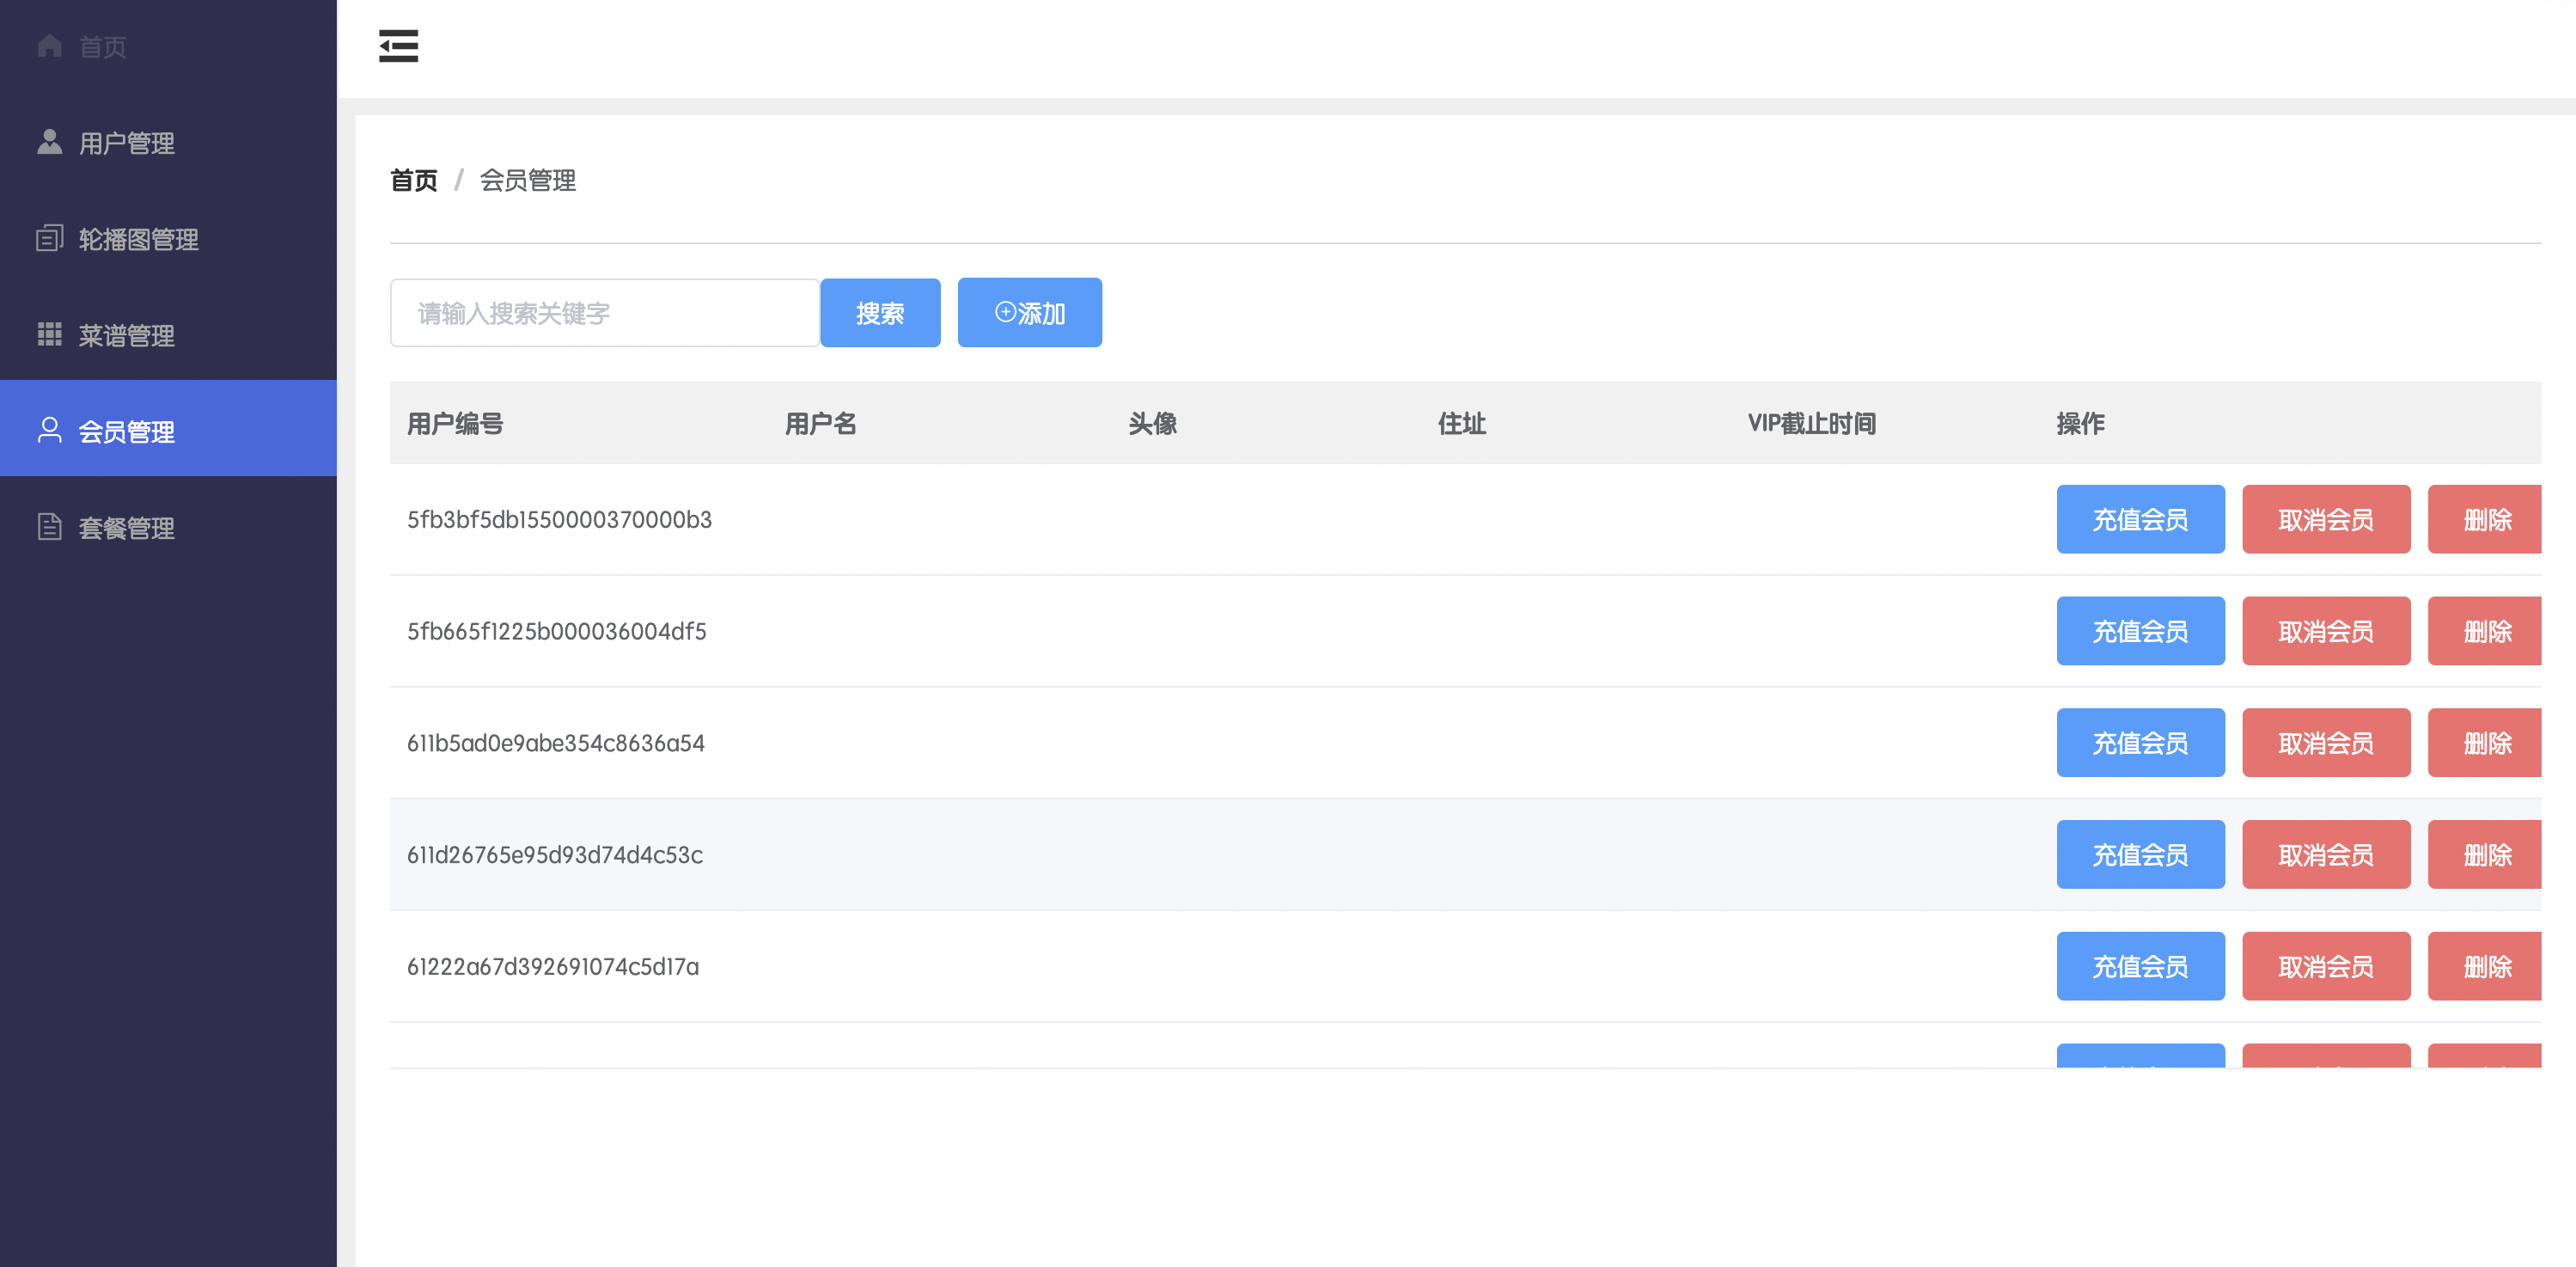 首页
用户管理
轮播图管理
菜谱管理
会员管理
套餐管理
首页 / 会员管理
请输入搜索关键字 搜索 添加
用户编号 用户名 头像 住址 VIP截止时间 操作
5fb3bf5db1550000370000b3 充值会员 取消会员 删除
5fb665f1225b000036004df5 充值会员 取消会员 删除
611b5ad0e9abe354c8636a54 充值会员 取消会员 删除
611d26765e95d93d74d4c53c 充值会员 取消会员 删除
61222a67d392691074c5d17a 充值会员 取消会员 删除